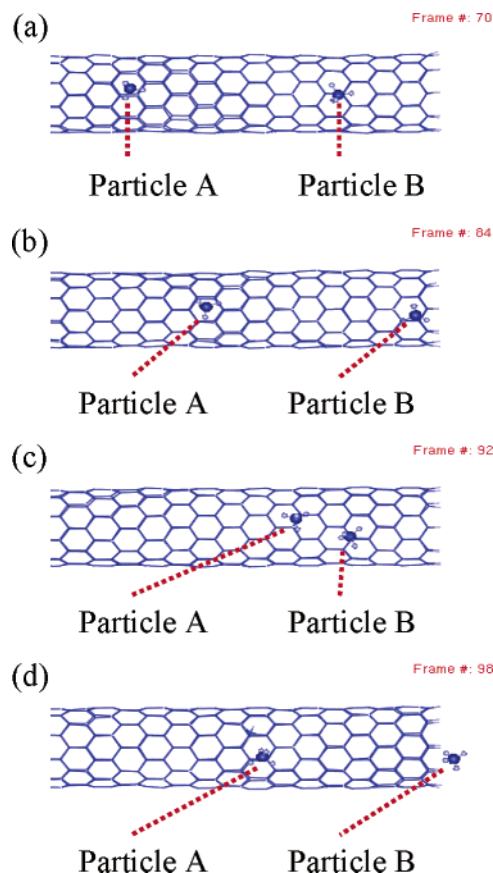 (a)
Frame #: 70
Particle A Particle B
(b)
Frame #: 84
Particle A Particle B
(c)
Frame #: 92
Particle A Particle B
(d)
Frame #: 98
Particle A Particle B